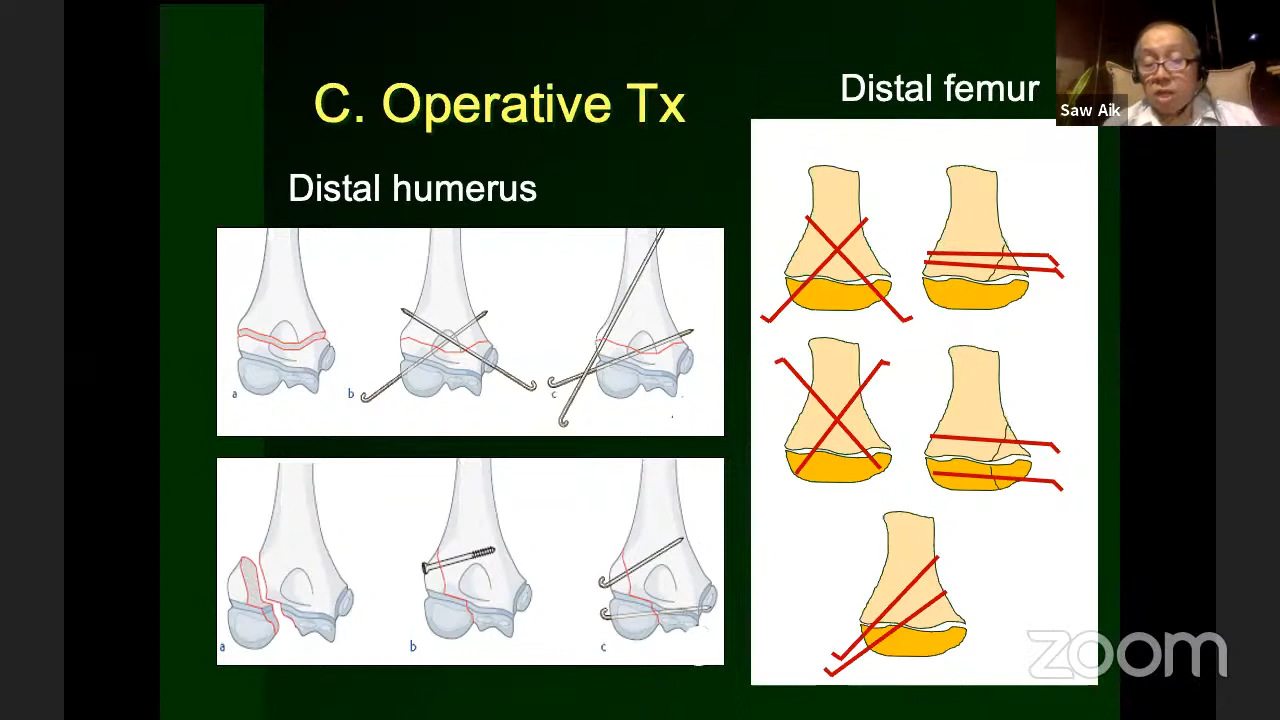 C. Operative Tx
Distal femur
Saw Aik
Distal humerus
a
b
c
a
b
c
zoom